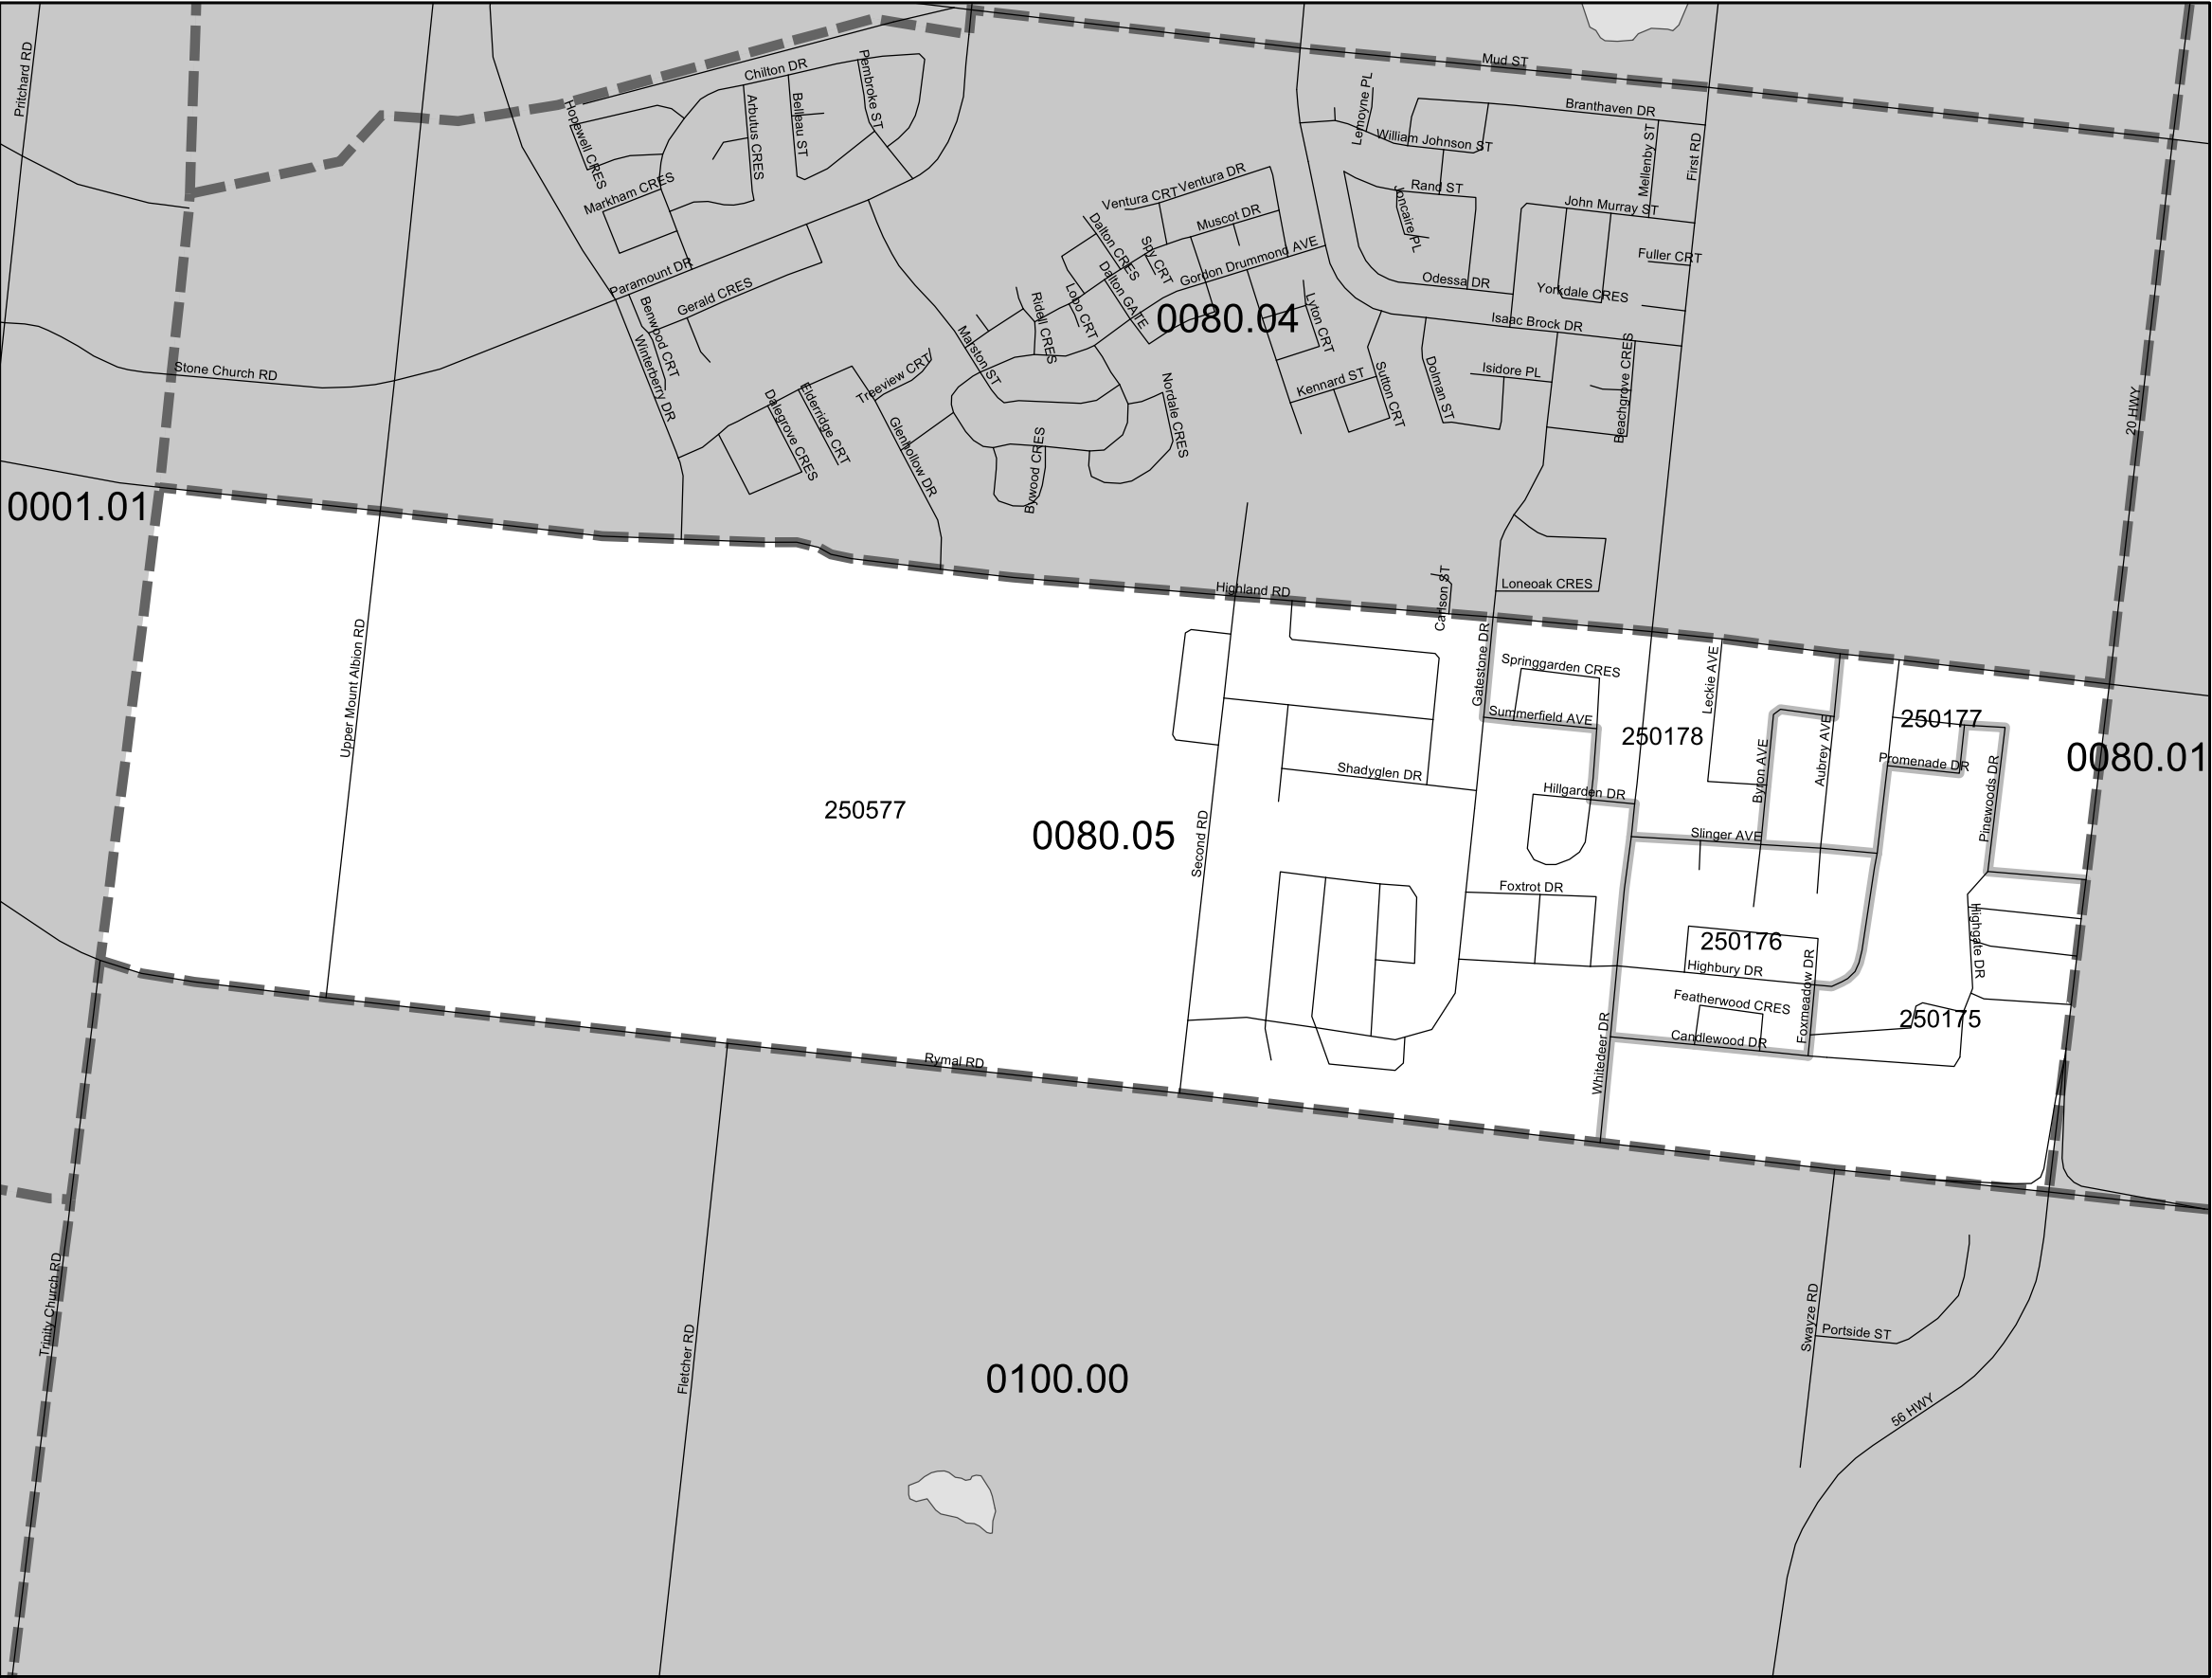 Pritchard RD
Mud ST
Chilton DR
Pembroke ST
Hopewell CRES
Arbutus CRES
Belleau ST
Lemoyne PL
Branthaven DR
William Johnson ST
Mellenby ST
First RD
Markham CRES
Ventura CRT
Ventura DR
Rand ST
Joncaire PL
John Murray ST
Dalton CRES
Muscot DR
Spy CRT
Gordon Drummond AVE
Fuller CRT
Paramount DR
Gerald CRES
Dalton GATE
Odessa DR
Yorkdale CRES
Benwood CRT
Winterberry DR
Ridell CRES
Lobo CRT
0080.04
Lyton CRT
Isaac Brock DR
Marston ST
Stone Church RD
Treeview CRT
Dalegrove CRES
Elderridge CRT
Glenhollow DR
Nordale CRES
Kennard ST
Sutton CRT
Dolman ST
Isidore PL
Beachgrove CRES
20 HWY
Bywood CRES
0001.01
Highland RD
Carlson ST
Loneoak CRES
Upper Mount Albion RD
Gatestone DR
Springgarden CRES
Leckie AVE
Summerfield AVE
250178
Byron AVE
Aubrey AVE
250177
Promenade DR
Pinewoods DR
0080.01
Shadyglen DR
Hillgarden DR
250577
0080.05
Second RD
Slinger AVE
Foxtrot DR
250176
Highgate DR
Highbury DR
Foxmeadow DR
Featherwood CRES
250175
Candlewood DR
Whitedeer DR
Rymal RD
Trinity Church RD
Fletcher RD
Swayze RD
Portside ST
0100.00
56 HWY